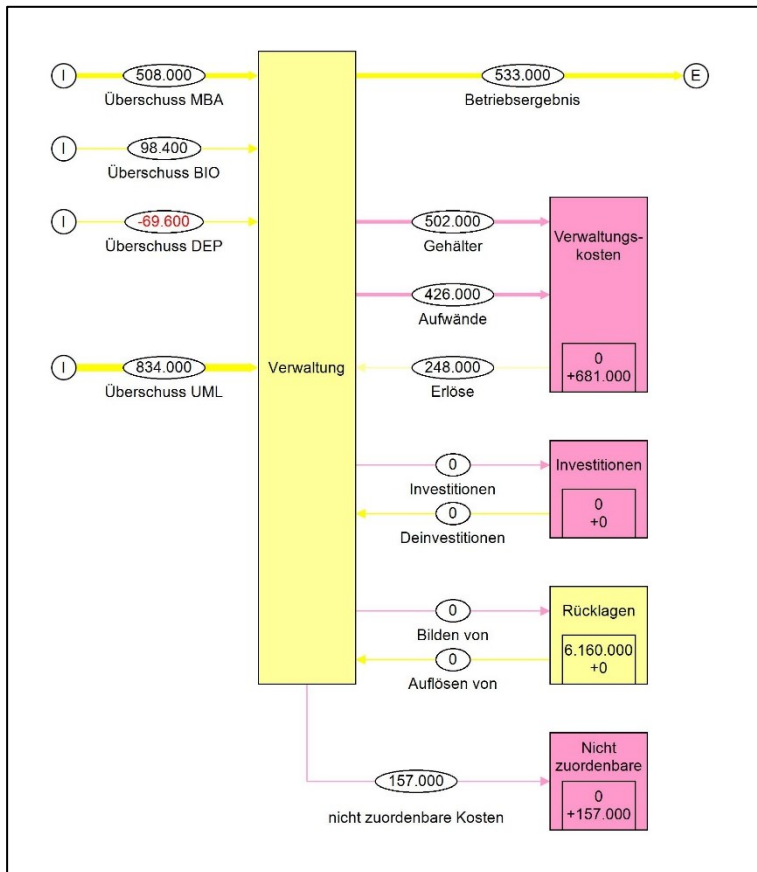 I
508.000
Überschuss MBA
533.000
E
Betriebsergebnis
I
98.400
Überschuss BIO
I
-69.600
Überschuss DEP
502.000
Gehälter
Verwaltungs-
kosten
426.000
Aufwände
I
834.000
Überschuss UML
Verwaltung
248.000
Erlöse
0
+681.000
0
Investitionen
Investitionen
0
Deinvestitionen
0
+0
0
Bilden von
Rücklagen
0
Auflösen von
6.160.000
+0
157.000
nicht zuordenbare Kosten
Nicht
zuordenbare
0
+157.000